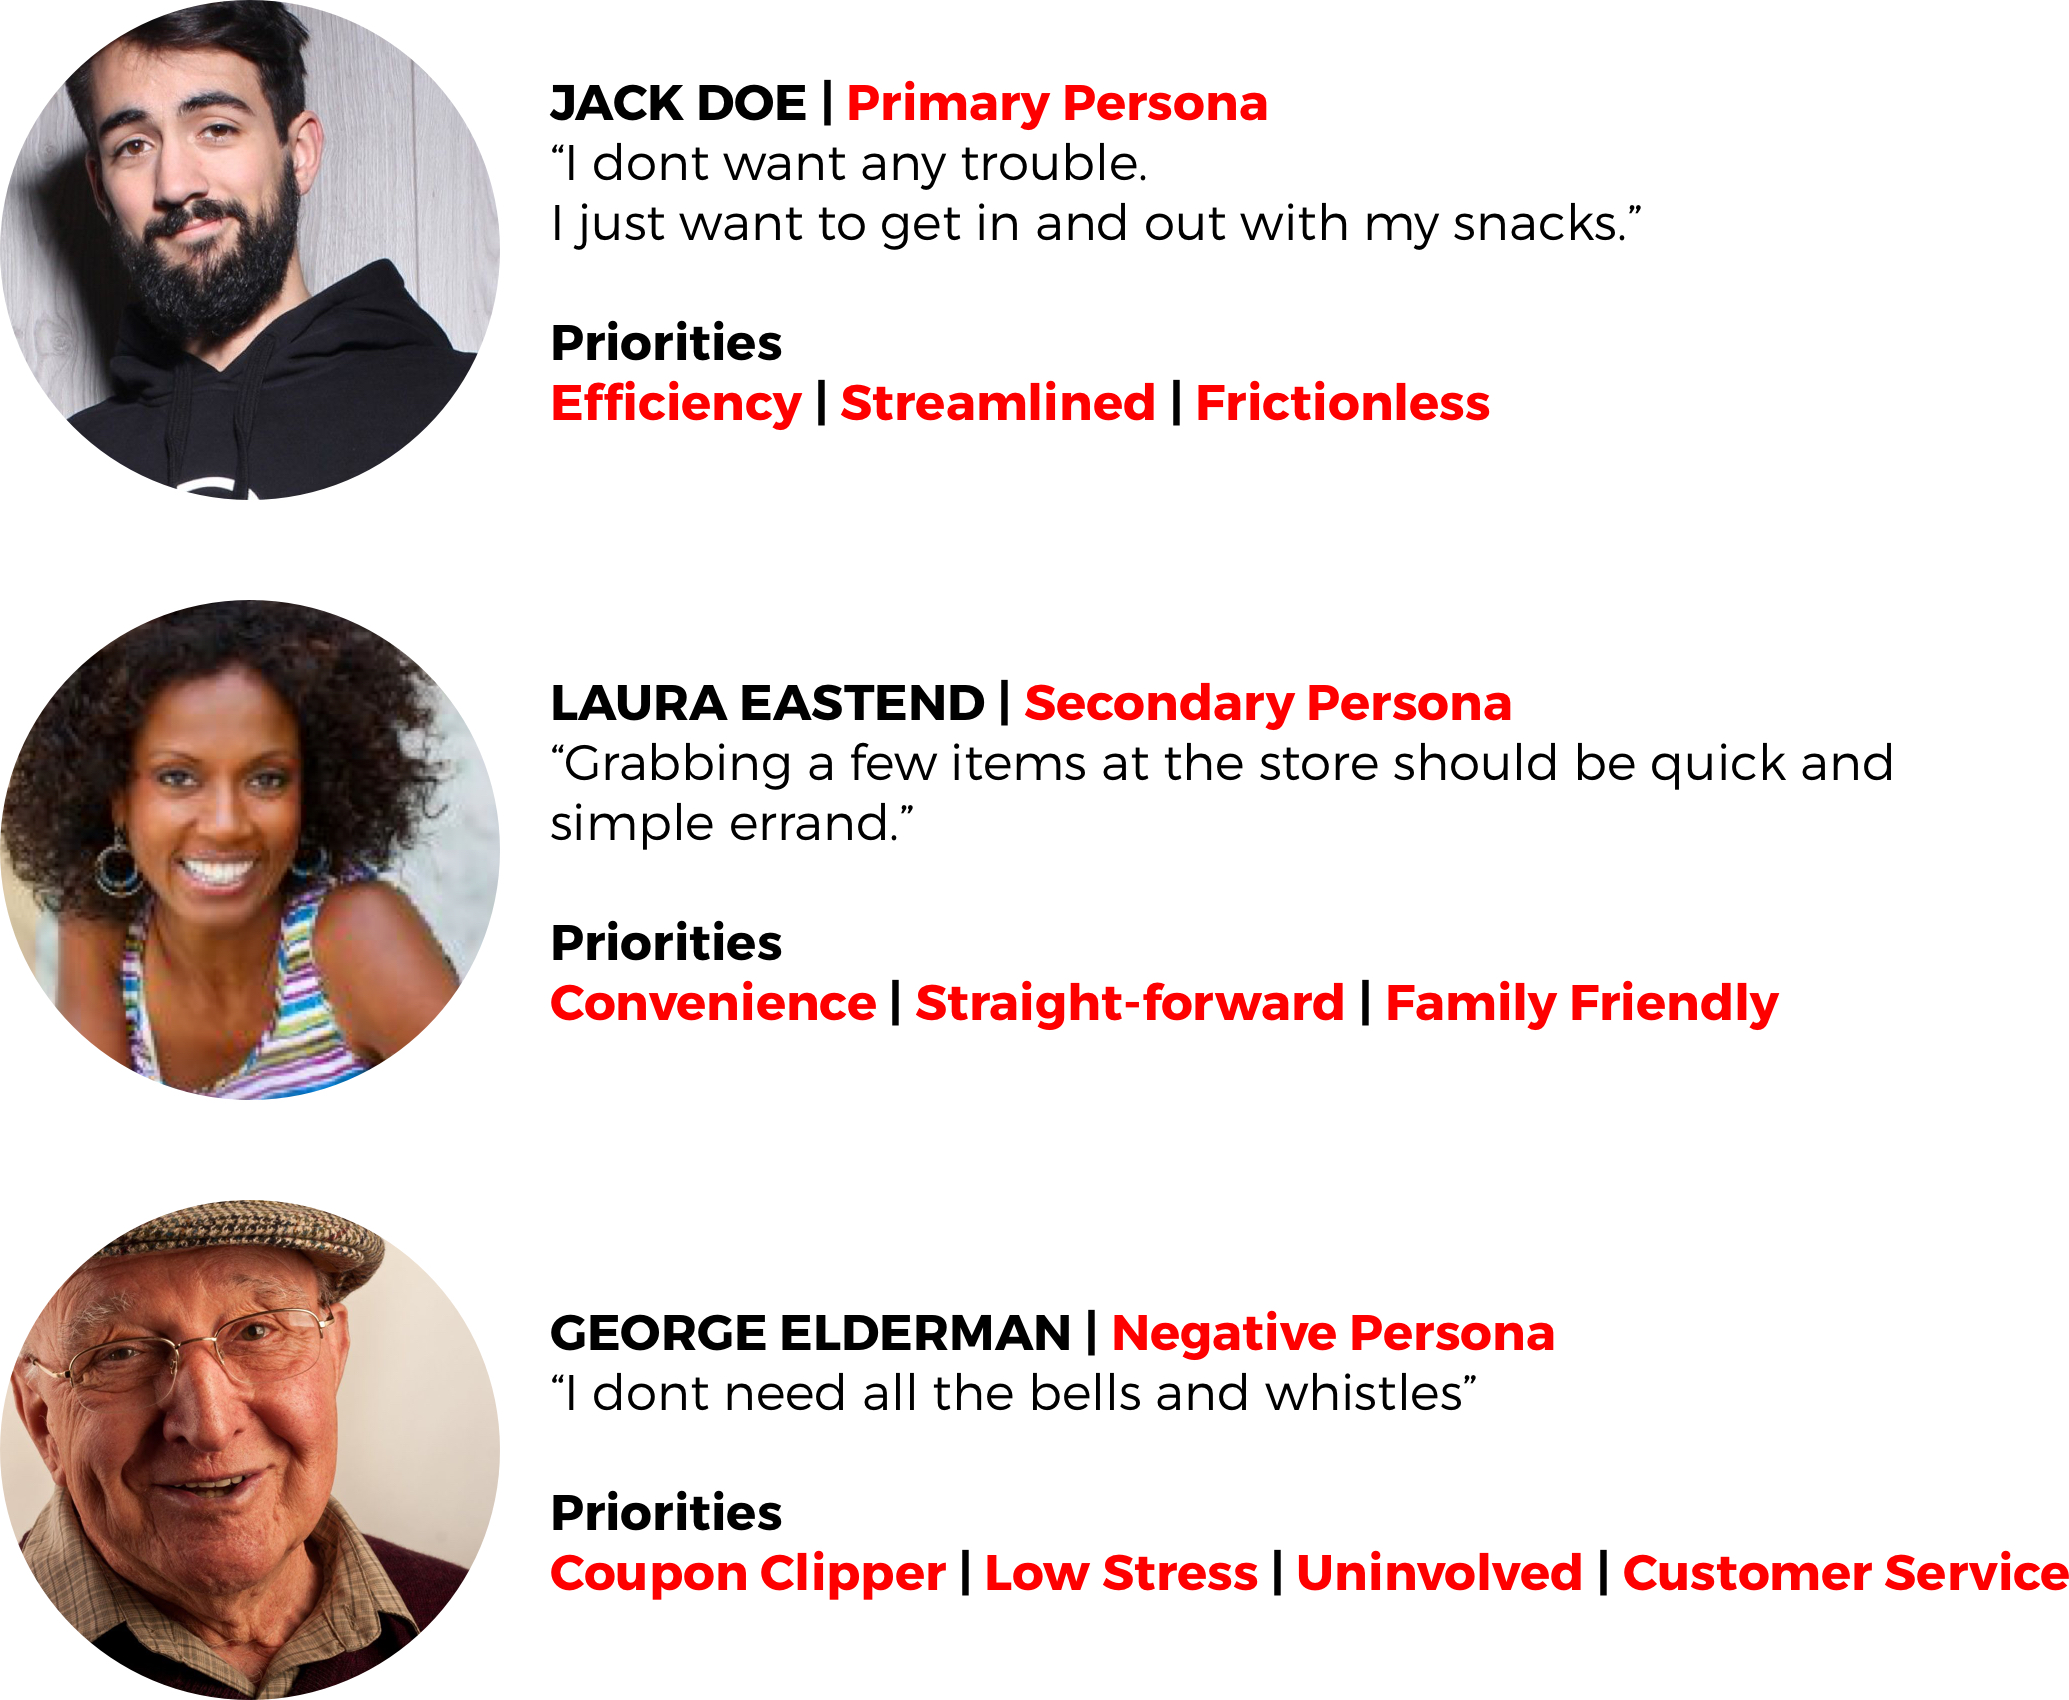 JACK DOE | Primary Persona
“I dont want any trouble.
I just want to get in and out with my snacks.”
Priorities
Efficiency | Streamlined | Frictionless
LAURA EASTEND | Secondary Persona
“Grabbing a few items at the store should be quick and
simple errand.”
Priorities
Convenience | Straight-forward | Family Friendly
GEORGE ELDERMAN | Negative Persona
“I dont need all the bells and whistles”
Priorities
Coupon Clipper | Low Stress | Uninvolved | Customer Service